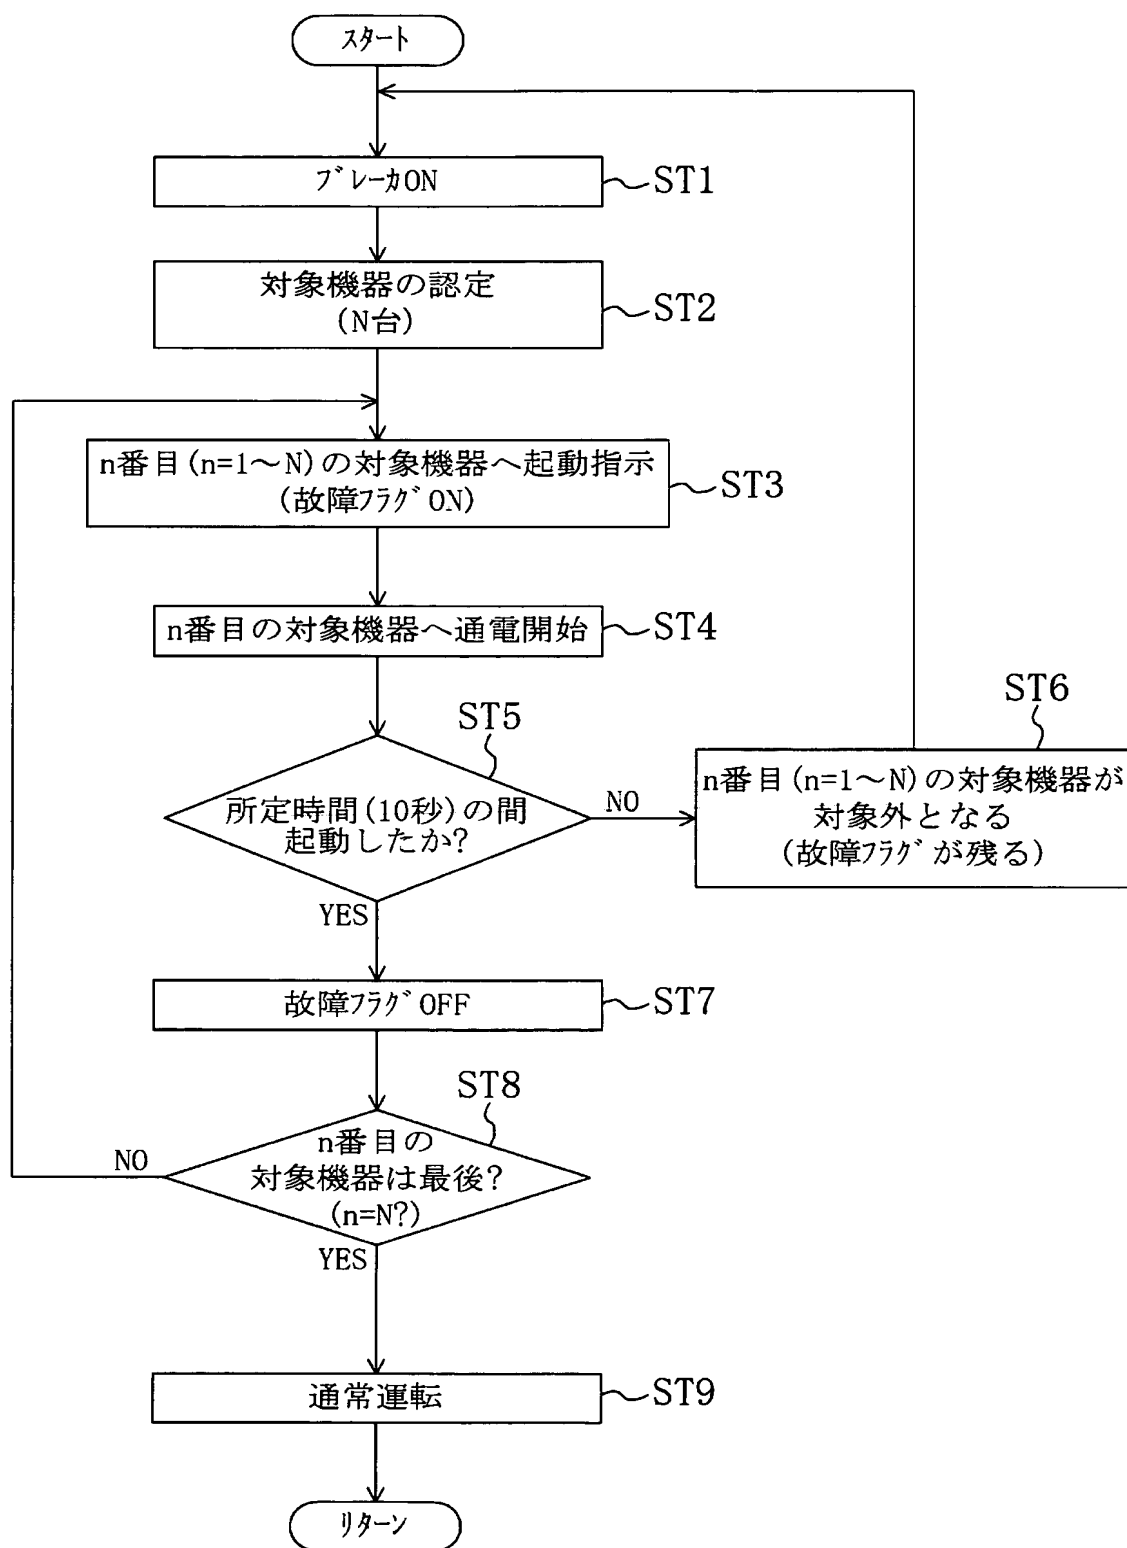 スタート
ブレーカON
ST1
対象機器の認定
(N台)
ST2
n番目(n=1～N)の対象機器へ起動指示
(故障フラグON)
ST3
n番目の対象機器へ通電開始
ST4
ST5
所定時間(10秒)の間
起動したか?
NO
YES
ST6
n番目(n=1～N)の対象機器が
対象外となる
(故障フラグが残る)
故障フラグOFF
ST7
ST8
n番目の
対象機器は最後?
(n=N?)
NO
YES
通常運転
ST9
リターン